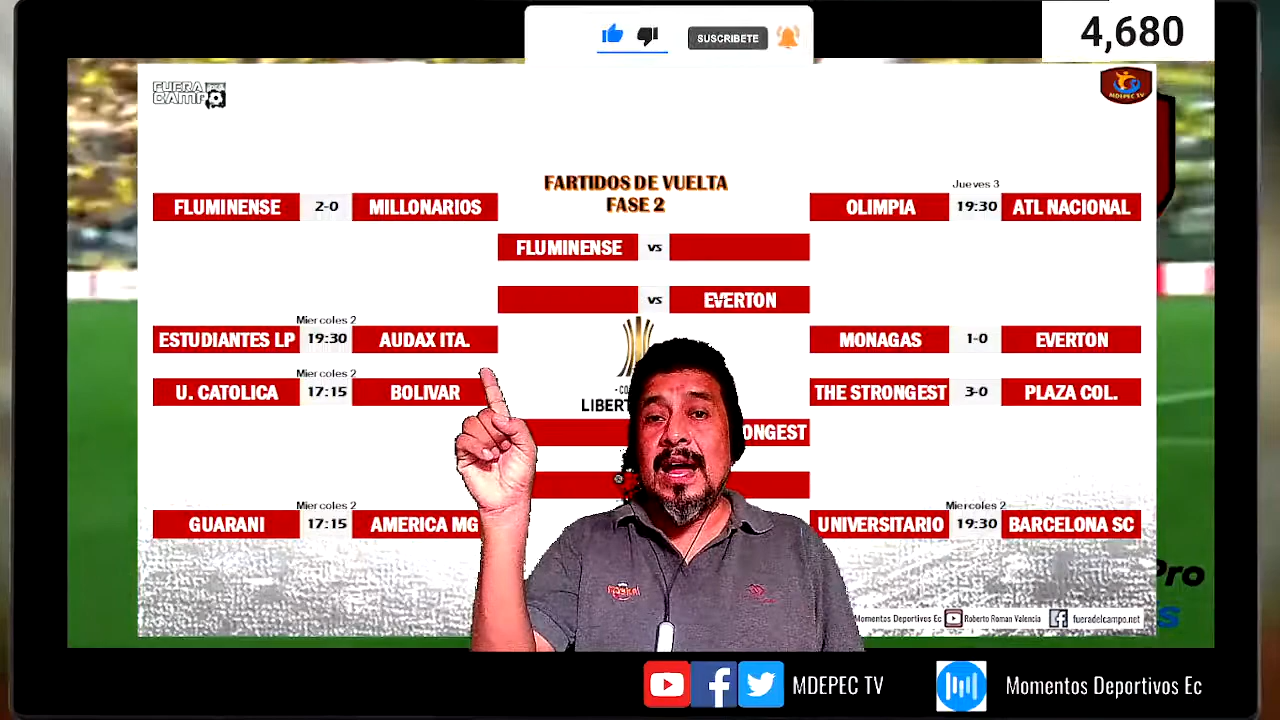 4,680
SUSCRIBETE
FUERA
CAMPO
MDEPEC TV
FARTIDOS DE VUELTA
FASE 2
FLUMINENSE 2-0 MILLONARIOS
Jueves 3
OLIMPIA 19:30 ATL NACIONAL
FLUMINENSE vs
vs EVERTON
Miercoles 2
ESTUDIANTES LP 19:30 AUDAX ITA.
MONAGAS 1-0 EVERTON
Miercoles 2
U. CATOLICA 17:15 BOLIVAR
THE STRONGEST 3-0 PLAZA COL.
LIBERT
ONGEST
Miercoles 2
GUARANI 17:15 AMERICA MG
Miercoles 2
UNIVERSITARIO 19:30 BARCELONA SC
Pro
S
Momentos Deportivos Ec Roberto Roman Valencia fueradelcampo.net
MDEPEC TV Momentos Deportivos Ec